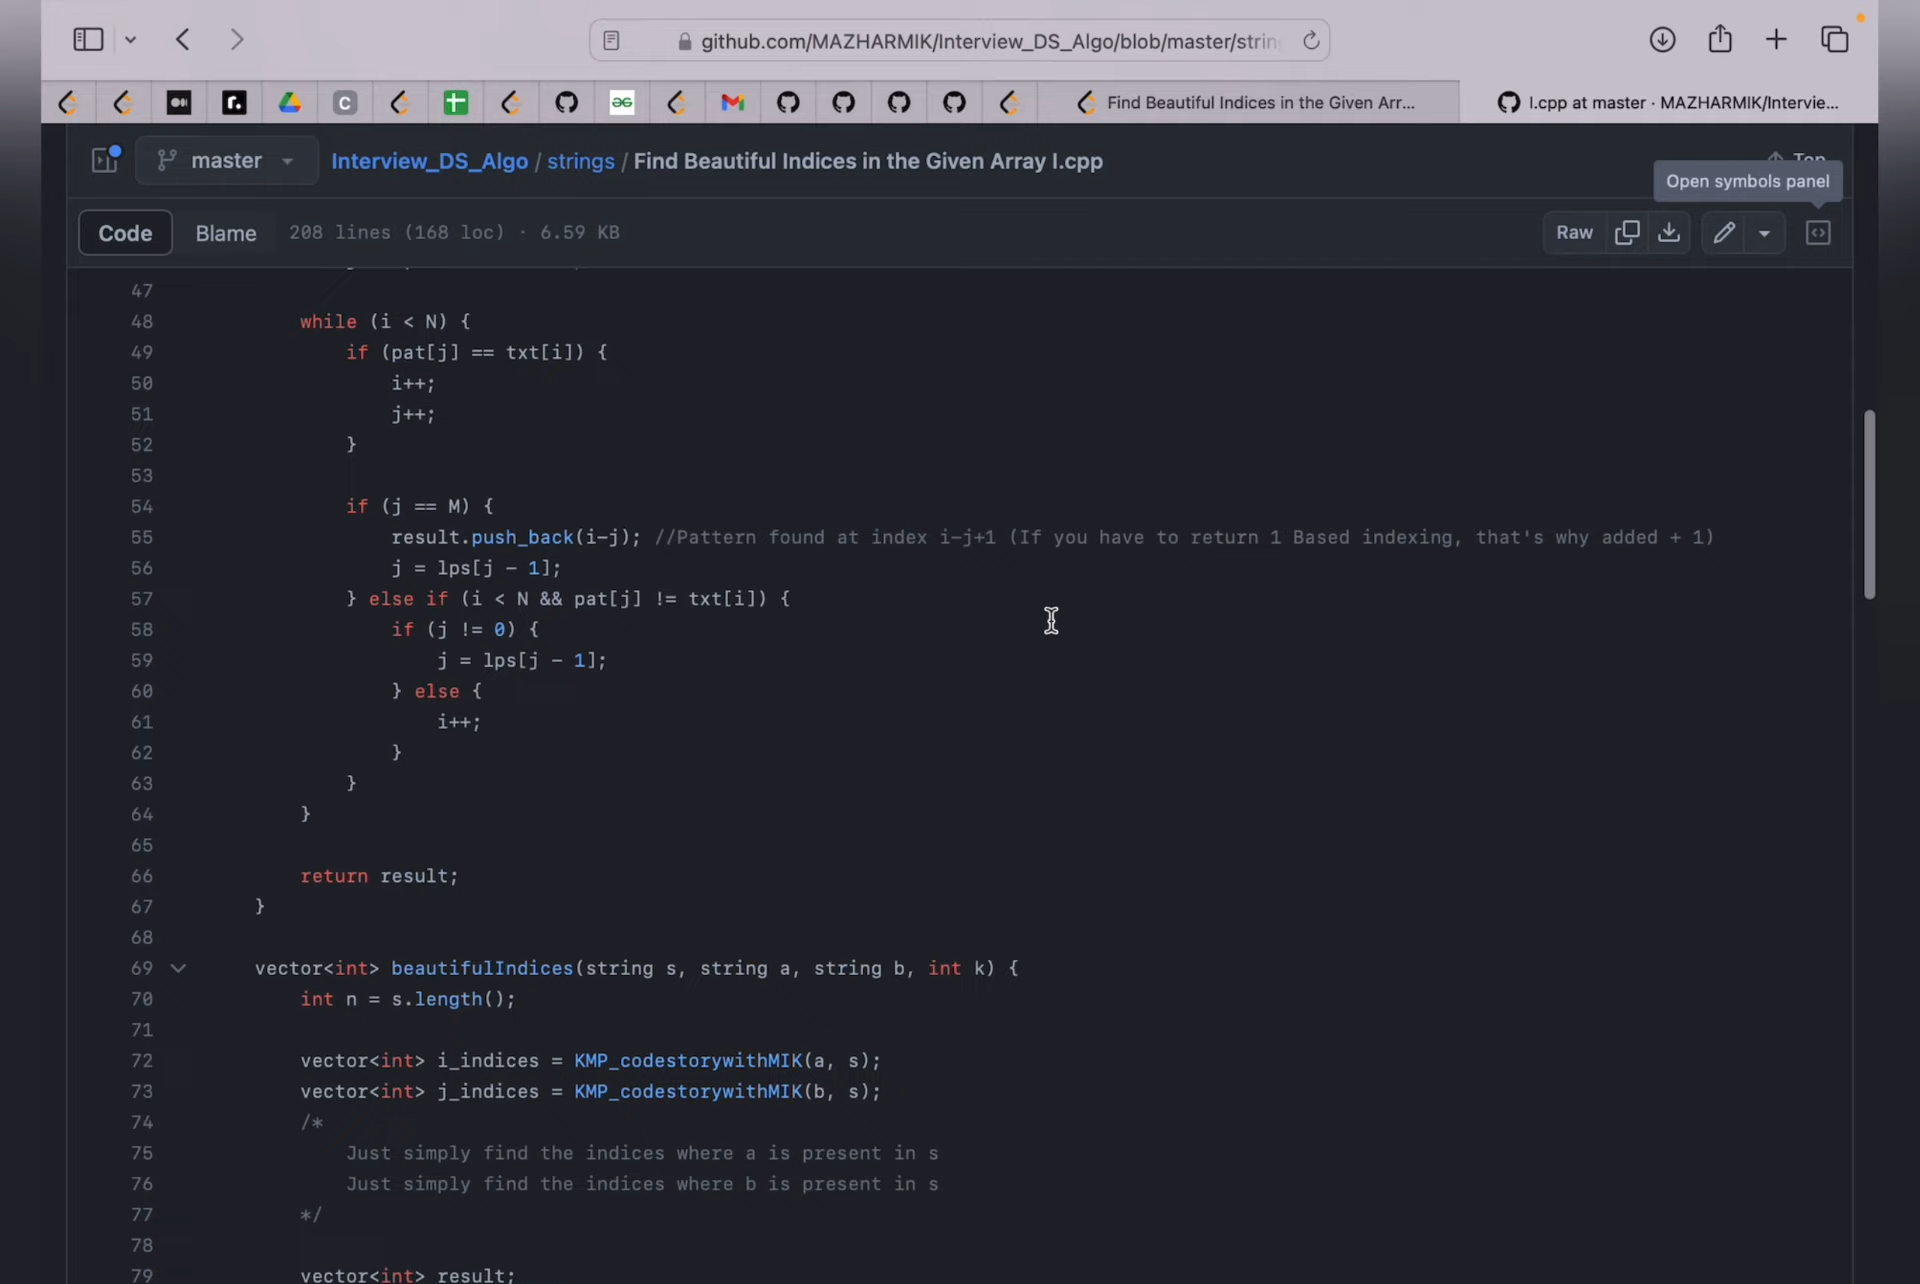 github.com/MAZHARMIK/Interview_DS_Algo/blob/master/strin
Find Beautiful Indices in the Given Arr...
I.cpp at master · MAZHARMIK/Intervie...
master
Interview_DS_Algo / strings / Find Beautiful Indices in the Given Array I.cpp
Top
Open symbols panel
Code Blame 208 lines (168 loc) · 6.59 KB
Raw
47
48 while (i < N) {
49 if (pat[j] == txt[i]) {
50 i++;
51 j++;
52 }
53
54 if (j == M) {
55 result.push_back(i-j); //Pattern found at index i-j+1 (If you have to return 1 Based indexing, that's why added + 1)
56 j = lps[j - 1];
57 } else if (i < N && pat[j] != txt[i]) {
58 if (j != 0) {
59 j = lps[j - 1];
60 } else {
61 i++;
62 }
63 }
64 }
65
66 return result;
67 }
68
69 vector<int> beautifulIndices(string s, string a, string b, int k) {
70 int n = s.length();
71
72 vector<int> i_indices = KMP_codestorywithMIK(a, s);
73 vector<int> j_indices = KMP_codestorywithMIK(b, s);
74 /*
75 Just simply find the indices where a is present in s
76 Just simply find the indices where b is present in s
77 */
78
79 vector<int> result;